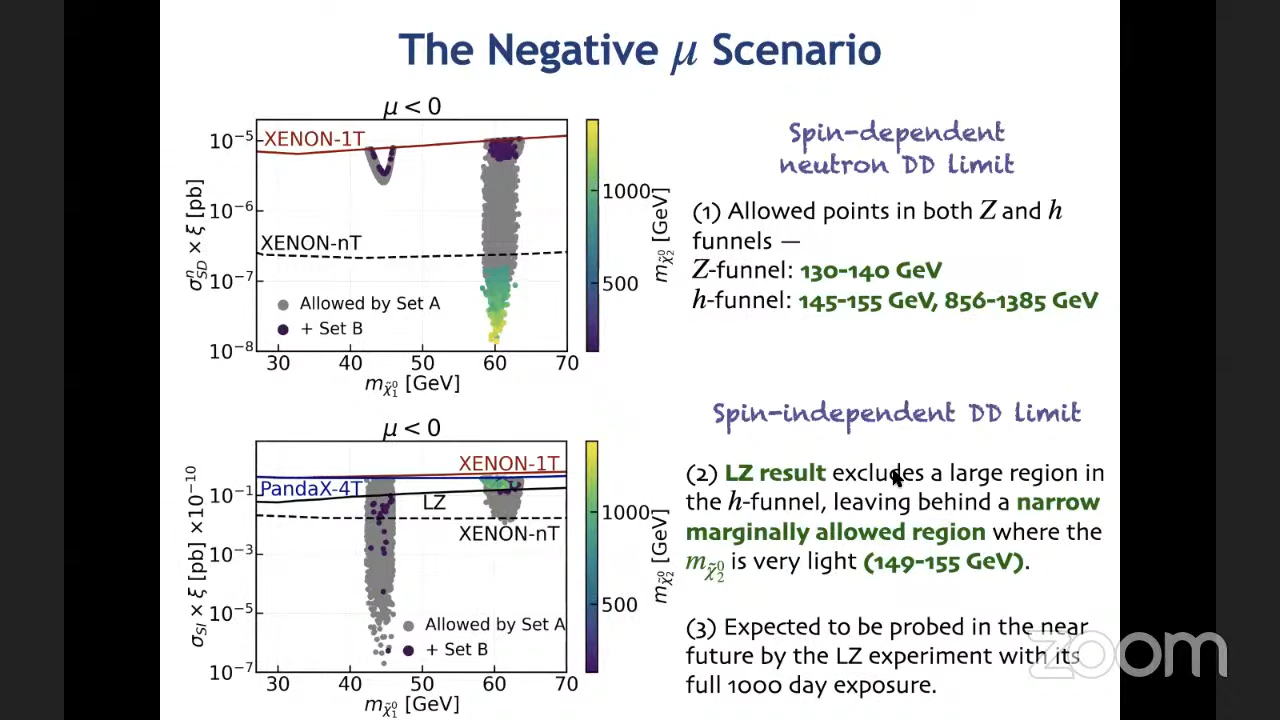 The Negative μ Scenario
μ < 0
XENON-1T
XENON-nT
Allowed by Set A
+ Set B
10⁻⁵
10⁻⁶
10⁻⁷
10⁻⁸
σⁿ_SD × ξ [pb]
30 40 50 60 70
m_χ̃⁰₁ [GeV]
1000
500
m_χ̃⁰₂ [GeV]
Spin-dependent
neutron DD limit
(1) Allowed points in both Z and h
funnels —
Z-funnel: 130-140 GeV
h-funnel: 145-155 GeV, 856-1385 GeV
μ < 0
XENON-1T
PandaX-4T
LZ
XENON-nT
Allowed by Set A
+ Set B
10⁻¹
10⁻³
10⁻⁵
10⁻⁷
σ_SI × ξ [pb] ×10⁻¹⁰
30 40 50 60 70
m_χ̃⁰₁ [GeV]
1000
500
m_χ̃⁰₂ [GeV]
Spin-independent DD limit
(2) LZ result excludes a large region in
the h-funnel, leaving behind a narrow
marginally allowed region where the
m_χ̃⁰₂ is very light (149-155 GeV).
(3) Expected to be probed in the near
future by the LZ experiment with its
full 1000 day exposure.
zoom